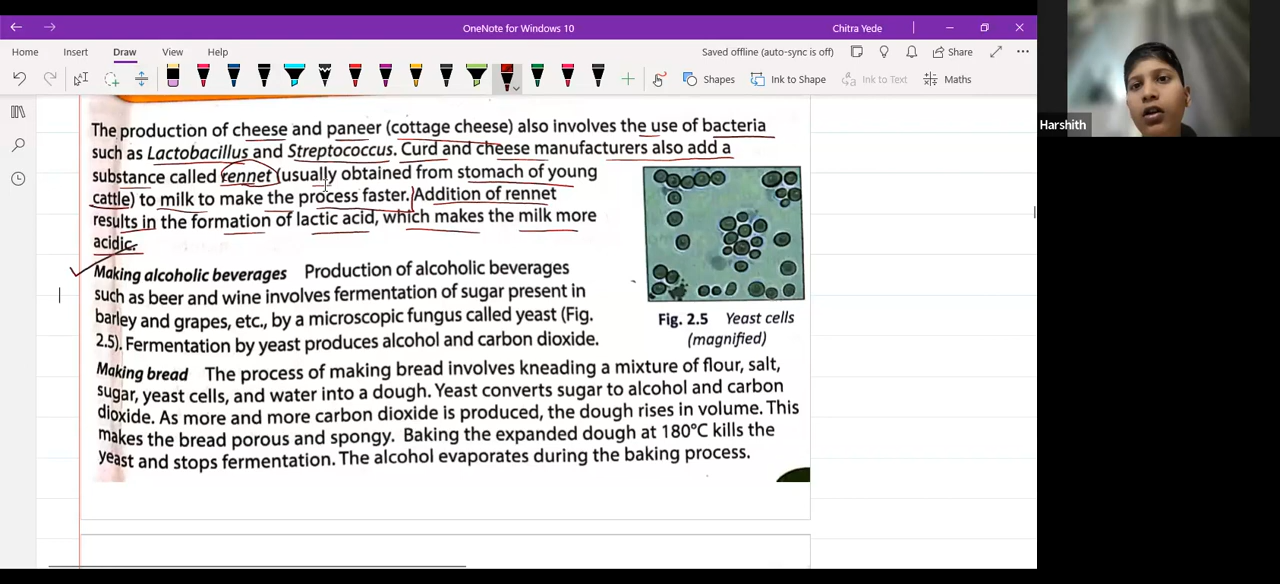 OneNote for Windows 10
Chitra Yede
Home Insert Draw View Help
Saved offline (auto-sync is off)
Share
Shapes
Ink to Shape
Ink to Text
Maths
Harshith
The production of cheese and paneer (cottage cheese) also involves the use of bacteria
such as Lactobacillus and Streptococcus. Curd and cheese manufacturers also add a
substance called rennet (usually obtained from stomach of young
cattle) to milk to make the process faster. Addition of rennet
results in the formation of lactic acid, which makes the milk more
acidic.
Making alcoholic beverages Production of alcoholic beverages
such as beer and wine involves fermentation of sugar present in
barley and grapes, etc., by a microscopic fungus called yeast (Fig.
2.5). Fermentation by yeast produces alcohol and carbon dioxide.
Fig. 2.5 Yeast cells
(magnified)
Making bread The process of making bread involves kneading a mixture of flour, salt,
sugar, yeast cells, and water into a dough. Yeast converts sugar to alcohol and carbon
dioxide. As more and more carbon dioxide is produced, the dough rises in volume. This
makes the bread porous and spongy. Baking the expanded dough at 180°C kills the
yeast and stops fermentation. The alcohol evaporates during the baking process.